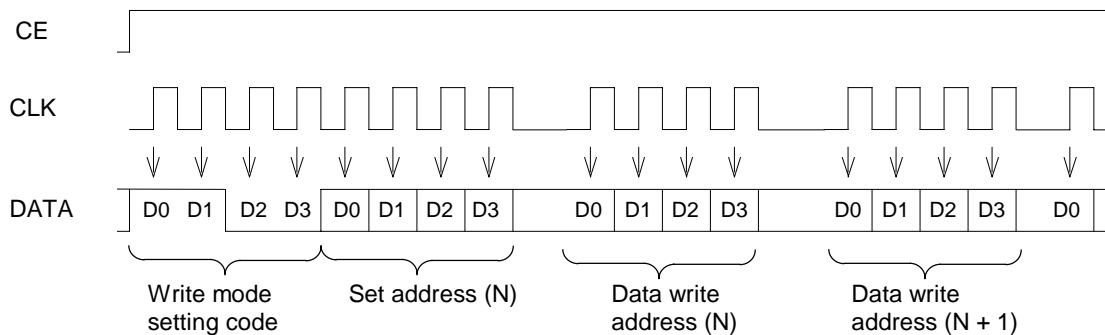 CE
CLK
DATA
D0 D1 D2 D3 D0 D1 D2 D3 D0 D1 D2 D3 D0 D1 D2 D3 D0
Write mode
setting code
Set address (N)
Data write
address (N)
Data write
address (N + 1)